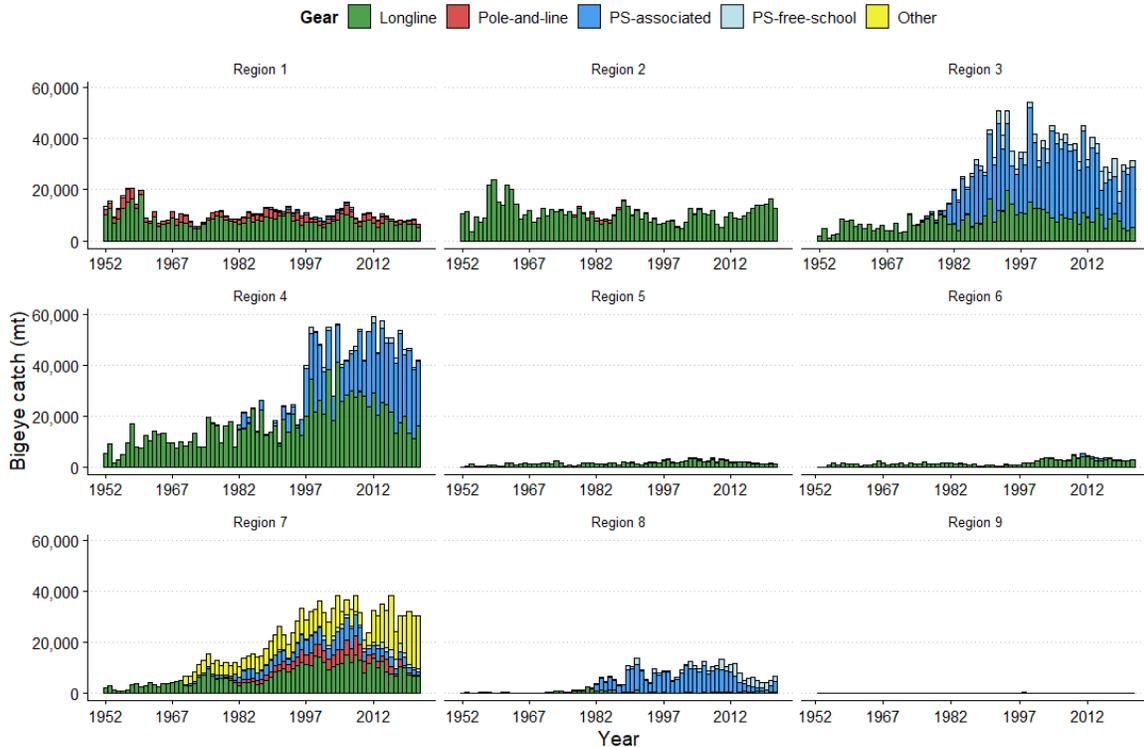 Gear Longline Pole-and-line PS-associated PS-free-school Other
Region 1 Region 2 Region 3
60,000
40,000
20,000
0
1952 1967 1982 1997 2012 1952 1967 1982 1997 2012 1952 1967 1982 1997 2012
Region 4 Region 5 Region 6
Bigeye catch (mt)
60,000
40,000
20,000
0
1952 1967 1982 1997 2012 1952 1967 1982 1997 2012 1952 1967 1982 1997 2012
Region 7 Region 8 Region 9
60,000
40,000
20,000
0
1952 1967 1982 1997 2012 1952 1967 1982 1997 2012 1952 1967 1982 1997 2012
Year